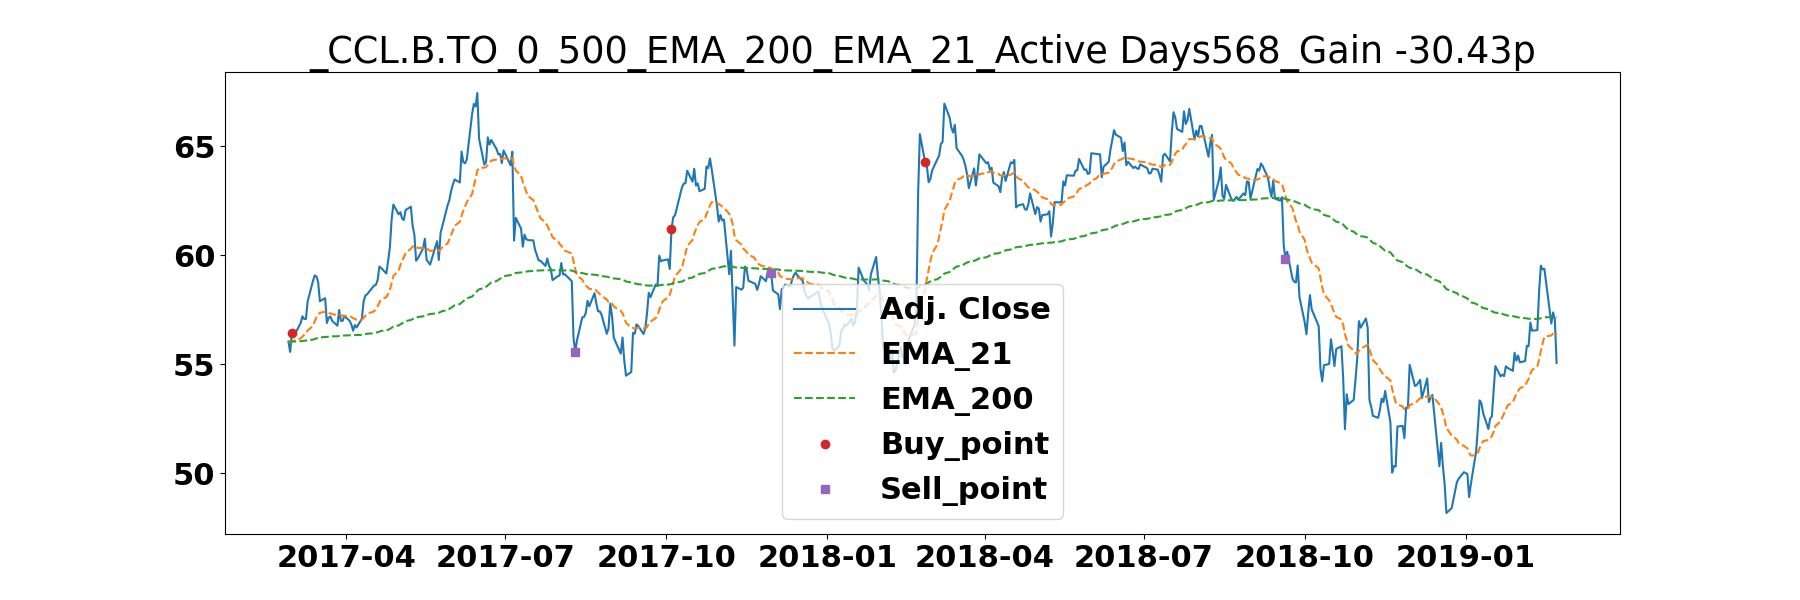 _CCL.B.TO_0_500_EMA_200_EMA_21_Active Days568_Gain -30.43p
65
60
55
50
Adj. Close
EMA_21
EMA_200
Buy_point
Sell_point
2017-04 2017-07 2017-10 2018-01 2018-04 2018-07 2018-10 2019-01